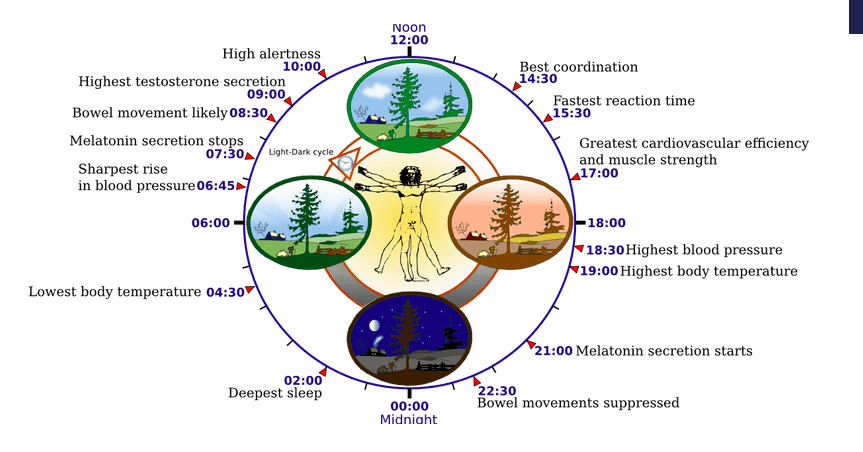 Noon
12:00
High alertness
10:00
Highest testosterone secretion
09:00
Bowel movement likely 08:30
Melatonin secretion stops
07:30
Sharpest rise
in blood pressure 06:45
06:00
Lowest body temperature 04:30
02:00
Deepest sleep
00:00
Midnight
Light-Dark cycle
Best coordination
14:30
Fastest reaction time
15:30
Greatest cardiovascular efficiency
and muscle strength
17:00
18:00
18:30 Highest blood pressure
19:00 Highest body temperature
21:00 Melatonin secretion starts
22:30
Bowel movements suppressed